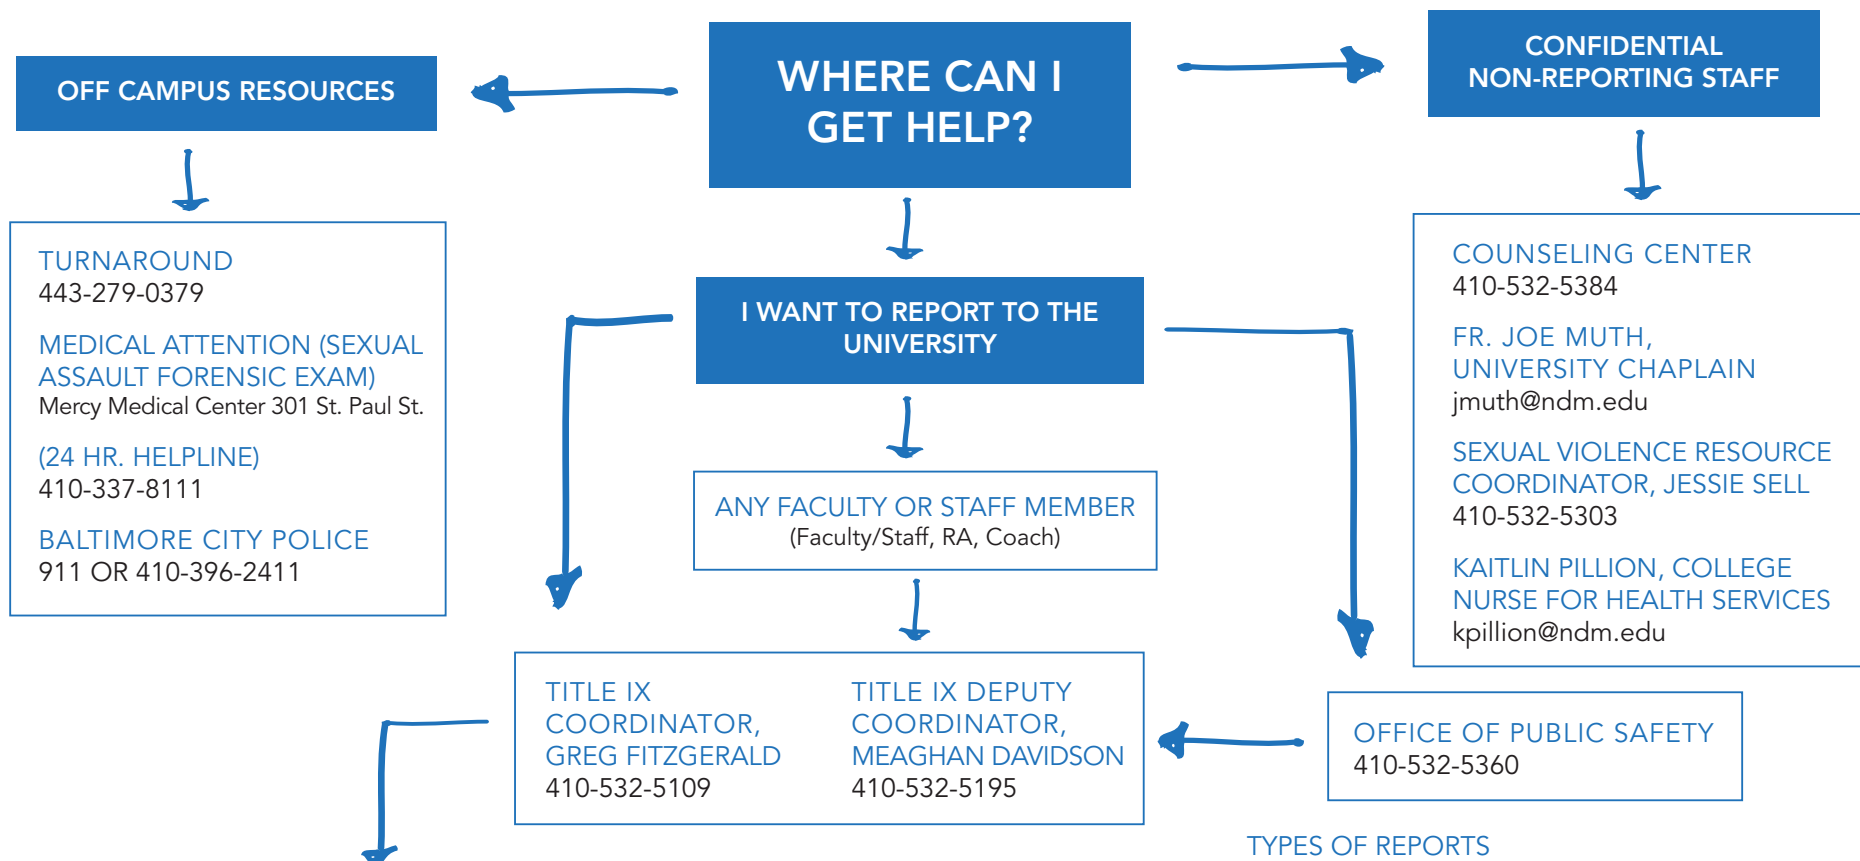 WHERE CAN I
GET HELP?
OFF CAMPUS RESOURCES
TURNAROUND
443-279-0379
MEDICAL ATTENTION (SEXUAL
ASSAULT FORENSIC EXAM)
Mercy Medical Center 301 St. Paul St.
(24 HR. HELPLINE)
410-337-8111
BALTIMORE CITY POLICE
911 OR 410-396-2411
I WANT TO REPORT TO THE
UNIVERSITY
ANY FACULTY OR STAFF MEMBER
(Faculty/Staff, RA, Coach)
TITLE IX
COORDINATOR,
GREG FITZGERALD
410-532-5109
TITLE IX DEPUTY
COORDINATOR,
MEAGHAN DAVIDSON
410-532-5195
CONFIDENTIAL
NON-REPORTING STAFF
COUNSELING CENTER
410-532-5384
FR. JOE MUTH,
UNIVERSITY CHAPLAIN
jmuth@ndm.edu
SEXUAL VIOLENCE RESOURCE
COORDINATOR, JESSIE SELL
410-532-5303
KAITLIN PILLION, COLLEGE
NURSE FOR HEALTH SERVICES
kpillion@ndm.edu
OFFICE OF PUBLIC SAFETY
410-532-5360
TYPES OF REPORTS